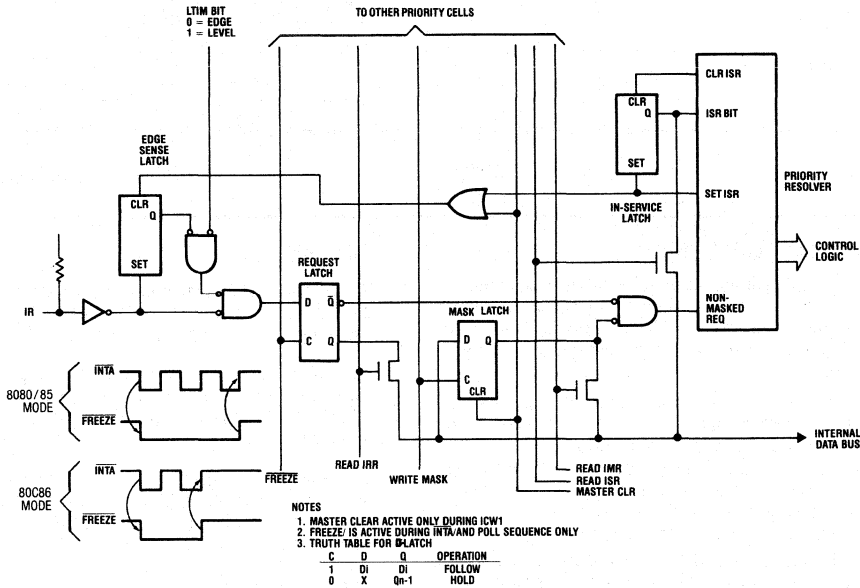 LTIM BIT
0 = EDGE
1 = LEVEL
TO OTHER PRIORITY CELLS
EDGE
SENSE
LATCH
CLR
Q
SET
IR
REQUEST
LATCH
D
Q̅
C
Q
MASK LATCH
D
Q
C
CLR
CLR
Q
SET
IN-SERVICE
LATCH
CLR ISR
ISR BIT
SET ISR
NON-
MASKED
REQ
PRIORITY
RESOLVER
CONTROL
LOGIC
INTERNAL
DATA BUS
8080/85
MODE
INTA
FREEZE
80C86
MODE
INTA
FREEZE
FREEZE
READ IRR
WRITE MASK
READ IMR
READ ISR
MASTER CLR
NOTES
1. MASTER CLEAR ACTIVE ONLY DURING ICW1
2. FREEZE/ IS ACTIVE DURING INTA/AND POLL SEQUENCE ONLY
3. TRUTH TABLE FOR D-LATCH
C D Q OPERATION
1 Di Di FOLLOW
0 X Qn-1 HOLD